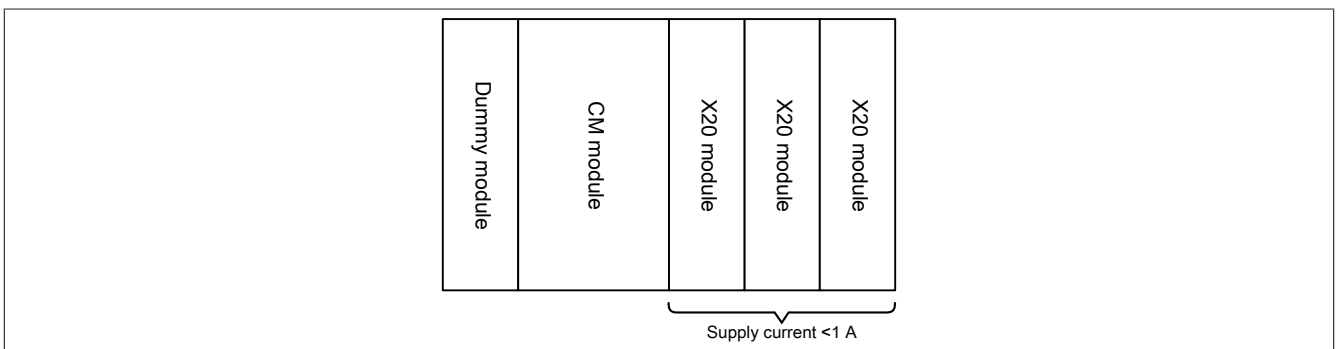 Dummy module
CM module
X20 module
X20 module
X20 module
Supply current <1 A